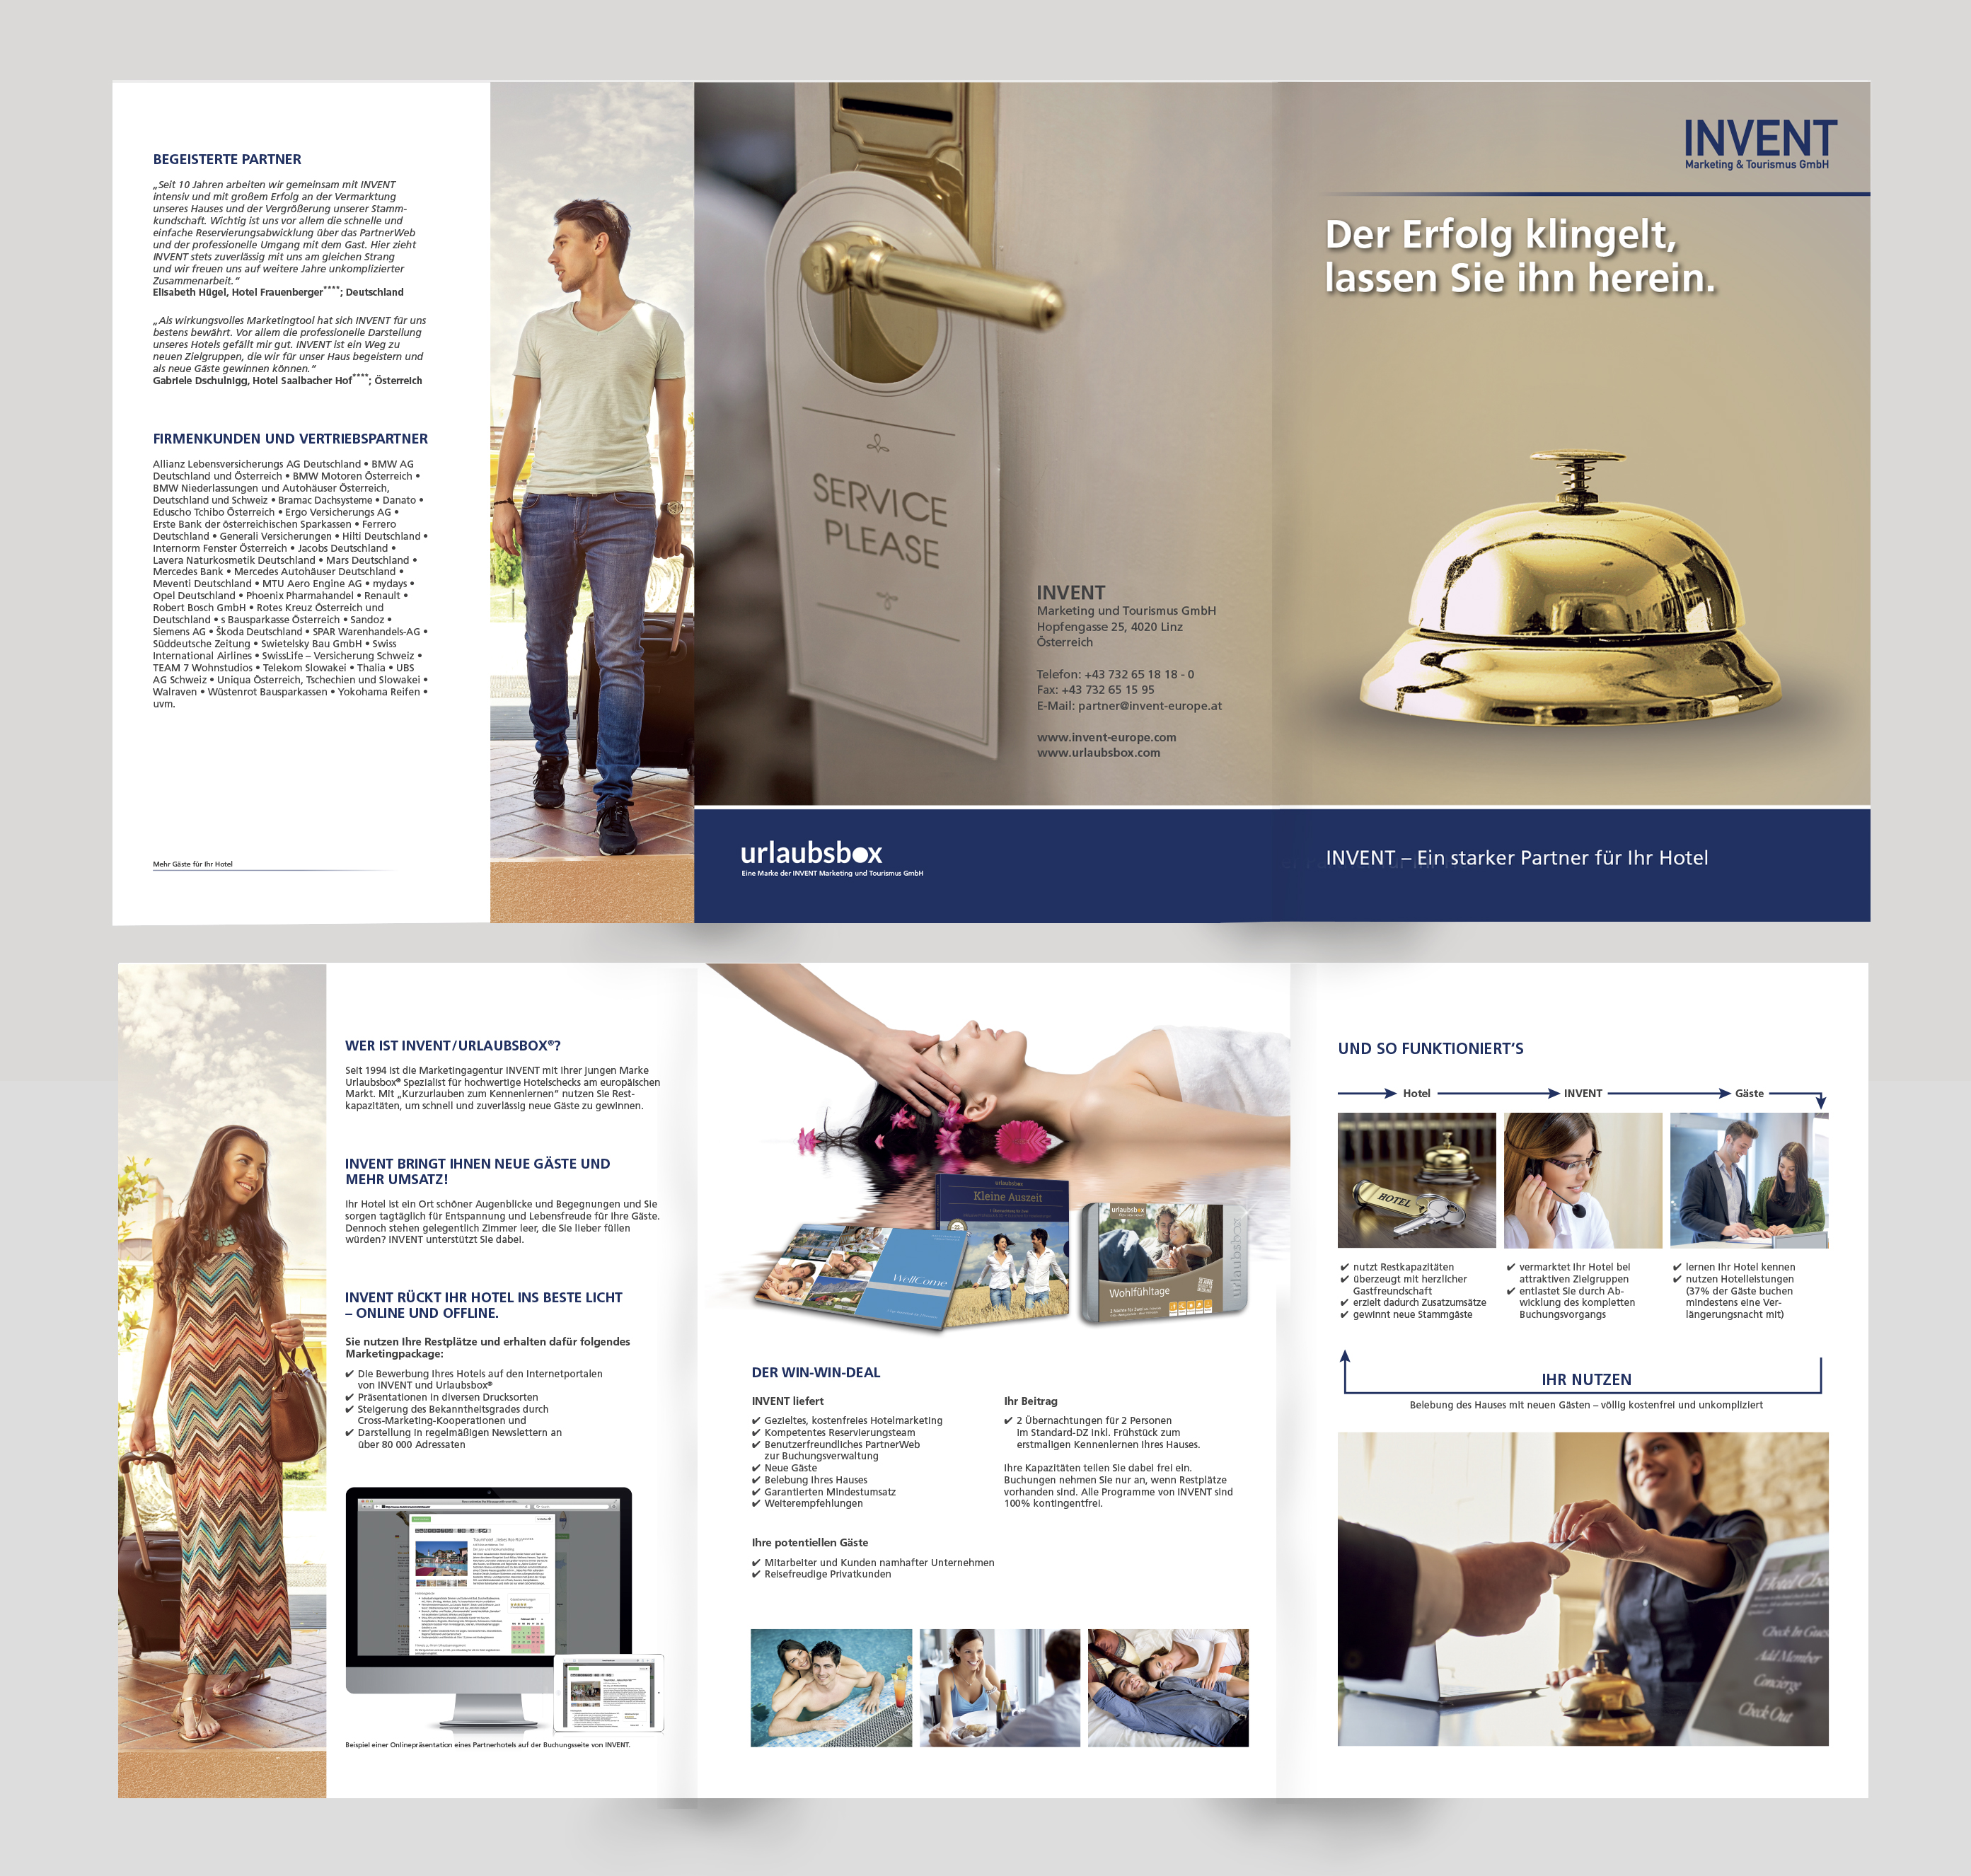 BEGEISTERTE PARTNER
„Seit 10 Jahren arbeiten wir gemeinsam mit INVENT
intensiv und mit großem Erfolg an der Vermarktung
unseres Hauses und der Vergrößerung unserer Stamm-
kundschaft. Wichtig ist uns vor allem die schnelle und
einfache Reservierungsabwicklung über das PartnerWeb
und der professionelle Umgang mit dem Gast. Hier zieht
INVENT stets zuverlässig mit uns am gleichen Strang
und wir freuen uns auf weitere Jahre unkomplizierter
Zusammenarbeit.“
Elisabeth Hügel, Hotel Frauenberger****; Deutschland
„Als wirkungsvolles Marketingtool hat sich INVENT für uns
bestens bewährt. Vor allem die professionelle Darstellung
unseres Hotels gefällt mir gut. INVENT ist ein Weg zu
neuen Zielgruppen, die wir für unser Haus begeistern und
als neue Gäste gewinnen können.“
Gabriele Dschulnigg, Hotel Saalbacher Hof****; Österreich
FIRMENKUNDEN UND VERTRIEBSPARTNER
Allianz Lebensversicherungs AG Deutschland • BMW AG
Deutschland und Österreich • BMW Motoren Österreich •
BMW Niederlassungen und Autohäuser Österreich,
Deutschland und Schweiz • Bramac Dachsysteme • Danato •
Eduscho Tchibo Österreich • Ergo Versicherungs AG •
Erste Bank der österreichischen Sparkassen • Ferrero
Deutschland • Generali Versicherungen • Hilti Deutschland •
Internorm Fenster Österreich • Jacobs Deutschland •
Lavera Naturkosmetik Deutschland • Mars Deutschland •
Mercedes Bank • Mercedes Autohäuser Deutschland •
Meventi Deutschland • MTU Aero Engine AG • mydays •
Opel Deutschland • Phoenix Pharmahandel • Renault •
Robert Bosch GmbH • Rotes Kreuz Österreich und
Deutschland • s Bausparkasse Österreich • Sandoz •
Siemens AG • Škoda Deutschland • SPAR Warenhandels-AG •
Süddeutsche Zeitung • Swietelsky Bau GmbH • Swiss
International Airlines • SwissLife – Versicherung Schweiz •
TEAM 7 Wohnstudios • Telekom Slowakei • Thalia • UBS
AG Schweiz • Uniqua Österreich, Tschechien und Slowakei •
Walraven • Wüstenrot Bausparkassen • Yokohama Reifen •
uvm.
Mehr Gäste für Ihr Hotel
SERVICE
PLEASE
INVENT
Marketing und Tourismus GmbH
Hopfengasse 25, 4020 Linz
Österreich
Telefon: +43 732 65 18 18 - 0
Fax: +43 732 65 15 95
E-Mail: partner@invent-europe.at
www.invent-europe.com
www.urlaubsbox.com
urlaubsbox
Eine Marke der INVENT Marketing und Tourismus GmbH
INVENT
Marketing & Tourismus GmbH
Der Erfolg klingelt,
lassen Sie ihn herein.
INVENT – Ein starker Partner für Ihr Hotel
WER IST INVENT/URLAUBSBOX®?
Seit 1994 ist die Marketingagentur INVENT mit ihrer jungen Marke
Urlaubsbox® Spezialist für hochwertige Hotelschecks am europäischen
Markt. Mit „Kurzurlauben zum Kennenlernen“ nutzen Sie Rest-
kapazitäten, um schnell und zuverlässig neue Gäste zu gewinnen.
INVENT BRINGT IHNEN NEUE GÄSTE UND
MEHR UMSATZ!
Ihr Hotel ist ein Ort schöner Augenblicke und Begegnungen und Sie
sorgen tagtäglich für Entspannung und Lebensfreude für Ihre Gäste.
Dennoch stehen gelegentlich Zimmer leer, die Sie lieber füllen
würden? INVENT unterstützt Sie dabei.
INVENT RÜCKT IHR HOTEL INS BESTE LICHT
– ONLINE UND OFFLINE.
Sie nutzen Ihre Restplätze und erhalten dafür folgendes
Marketingpackage:
✔ Die Bewerbung Ihres Hotels auf den Internetportalen
von INVENT und Urlaubsbox®
✔ Präsentationen in diversen Drucksorten
✔ Steigerung des Bekanntheitsgrades durch
Cross-Marketing-Kooperationen und
✔ Darstellung in regelmäßigen Newslettern an
über 80 000 Adressaten
Beispiel einer Onlinepräsentation eines Partnerhotels auf der Buchungsseite von INVENT.
urlaubsbox
Kleine Auszeit
WellCome
urlaubsbox
Wohlfühltage
urlaubsbox
DER WIN-WIN-DEAL
INVENT liefert
✔ Gezieltes, kostenfreies Hotelmarketing
✔ Kompetentes Reservierungsteam
✔ Benutzerfreundliches PartnerWeb
zur Buchungsverwaltung
✔ Neue Gäste
✔ Belebung Ihres Hauses
✔ Garantierten Mindestumsatz
✔ Weiterempfehlungen
Ihr Beitrag
✔ 2 Übernachtungen für 2 Personen
im Standard-DZ inkl. Frühstück zum
erstmaligen Kennenlernen Ihres Hauses.
Ihre Kapazitäten teilen Sie dabei frei ein.
Buchungen nehmen Sie nur an, wenn Restplätze
vorhanden sind. Alle Programme von INVENT sind
100% kontingentfrei.
Ihre potentiellen Gäste
✔ Mitarbeiter und Kunden namhafter Unternehmen
✔ Reisefreudige Privatkunden
UND SO FUNKTIONIERT‘S
Hotel
INVENT
Gäste
HOTEL
✔ nutzt Restkapazitäten
✔ überzeugt mit herzlicher
Gastfreundschaft
✔ erzielt dadurch Zusatzumsätze
✔ gewinnt neue Stammgäste
✔ vermarktet Ihr Hotel bei
attraktiven Zielgruppen
✔ entlastet Sie durch Ab-
wicklung des kompletten
Buchungsvorgangs
✔ lernen Ihr Hotel kennen
✔ nutzen Hotelleistungen
(37% der Gäste buchen
mindestens eine Ver-
längerungsnacht mit)
IHR NUTZEN
Belebung des Hauses mit neuen Gästen – völlig kostenfrei und unkompliziert
Add Member
Concierge
Check Out